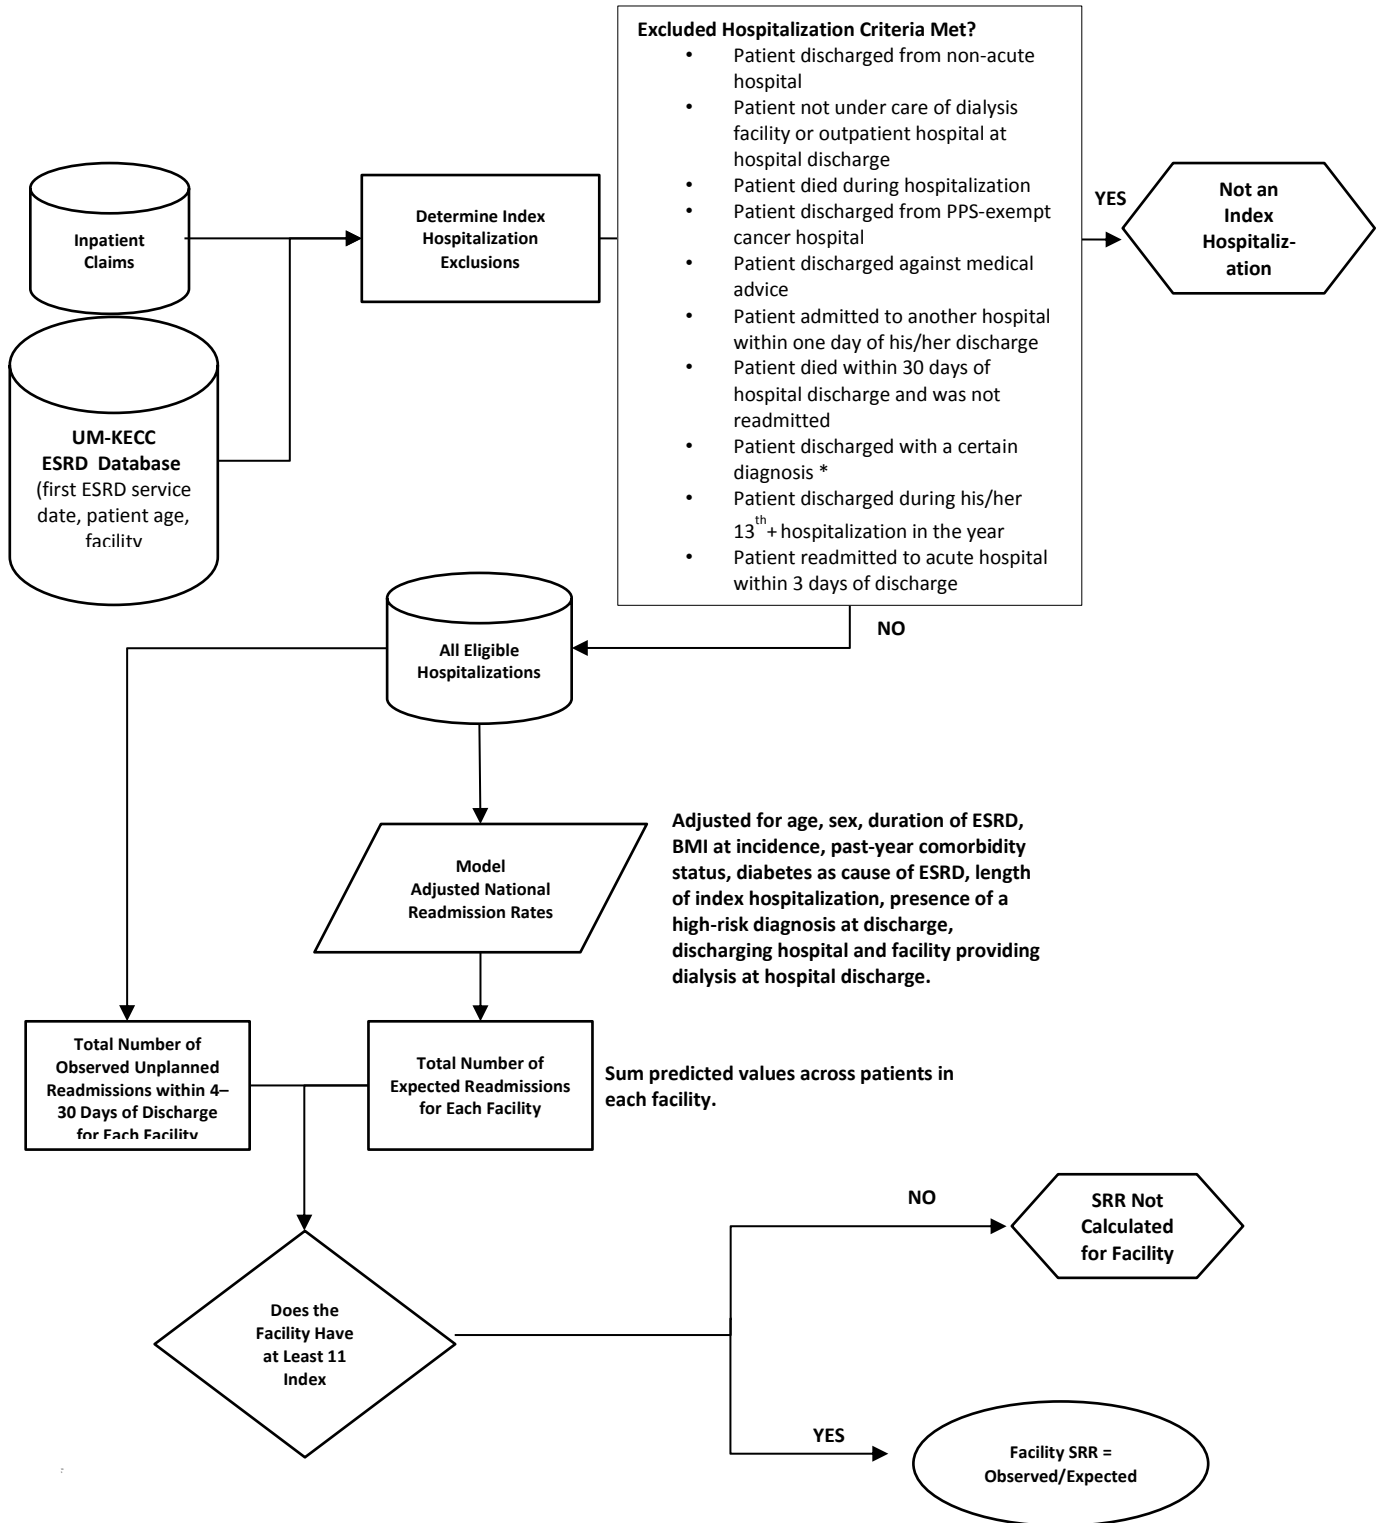 Excluded Hospitalization Criteria Met?
• Patient discharged from non-acute
hospital
• Patient not under care of dialysis
facility or outpatient hospital at
hospital discharge
• Patient died during hospitalization
• Patient discharged from PPS-exempt
cancer hospital
• Patient discharged against medical
advice
• Patient admitted to another hospital
within one day of his/her discharge
• Patient died within 30 days of
hospital discharge and was not
readmitted
• Patient discharged with a certain
diagnosis *
• Patient discharged during his/her
13th+ hospitalization in the year
• Patient readmitted to acute hospital
within 3 days of discharge
Inpatient
Claims
Determine Index
Hospitalization
Exclusions
YES
Not an
Index
Hospitaliz-
ation
UM-KECC
ESRD Database
(first ESRD service
date, patient age,
facility
NO
All Eligible
Hospitalizations
Model
Adjusted National
Readmission Rates
Adjusted for age, sex, duration of ESRD,
BMI at incidence, past-year comorbidity
status, diabetes as cause of ESRD, length
of index hospitalization, presence of a
high-risk diagnosis at discharge,
discharging hospital and facility providing
dialysis at hospital discharge.
Total Number of
Observed Unplanned
Readmissions within 4–
30 Days of Discharge
for Each Facility
Total Number of
Expected Readmissions
for Each Facility
Sum predicted values across patients in
each facility.
NO
SRR Not
Calculated
for Facility
Does the
Facility Have
at Least 11
Index
YES
Facility SRR =
Observed/Expected